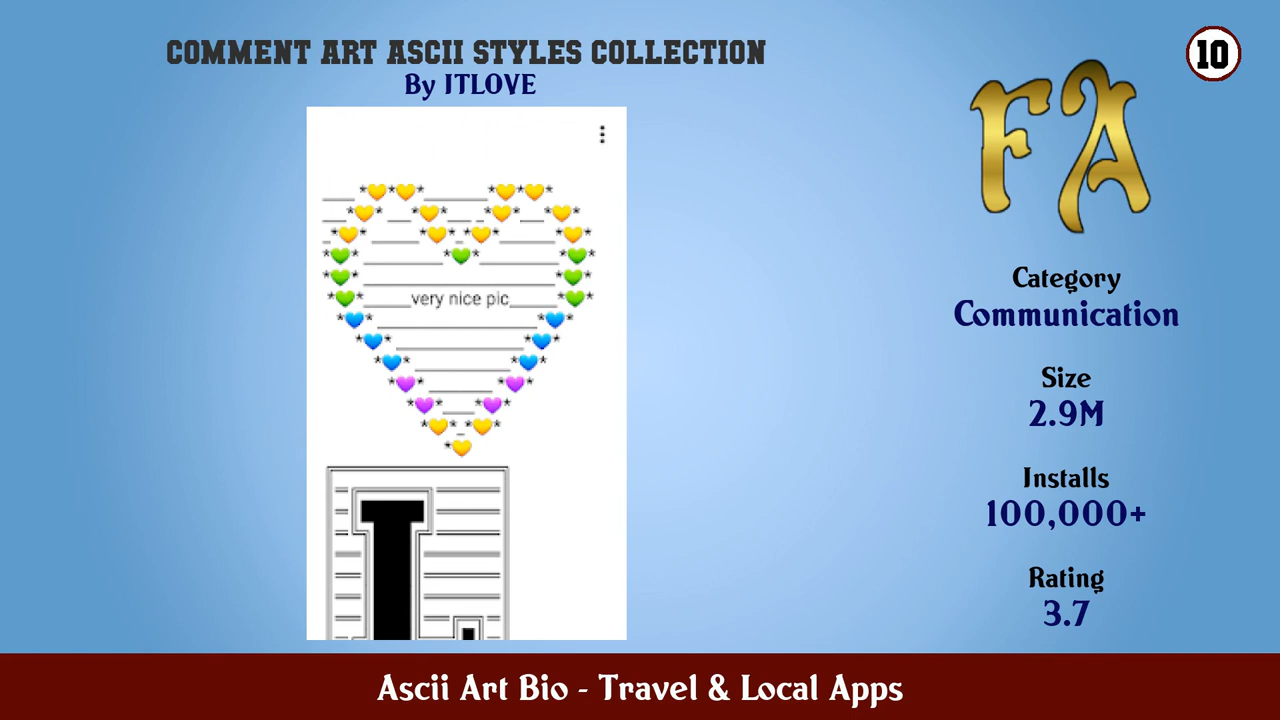 COMMENT ART ASCII STYLES COLLECTION
By ITLOVE
10
FA
very nice pic
L
Category
Communication
Size
2.9M
Installs
100,000+
Rating
3.7
Ascii Art Bio - Travel & Local Apps